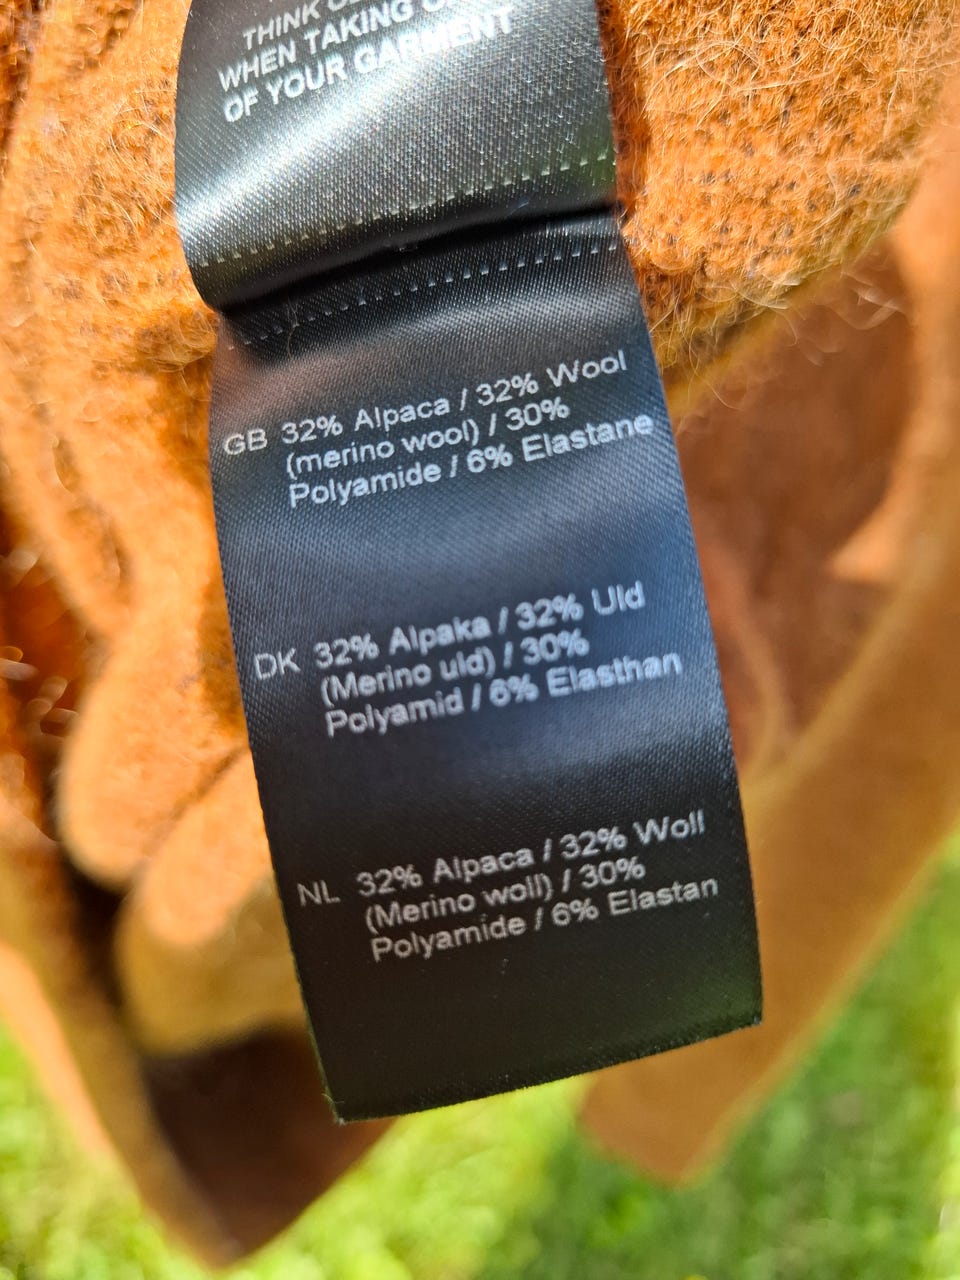 THINK
WHEN TAKING
OF YOUR GARMENT
GB 32% Alpaca / 32% Wool
(merino wool) / 30%
Polyamide / 6% Elastane
DK 32% Alpaka / 32% Uld
(Merino uld) / 30%
Polyamid / 6% Elasthan
NL 32% Alpaca / 32% Woll
(Merino woll) / 30%
Polyamide / 6% Elastan